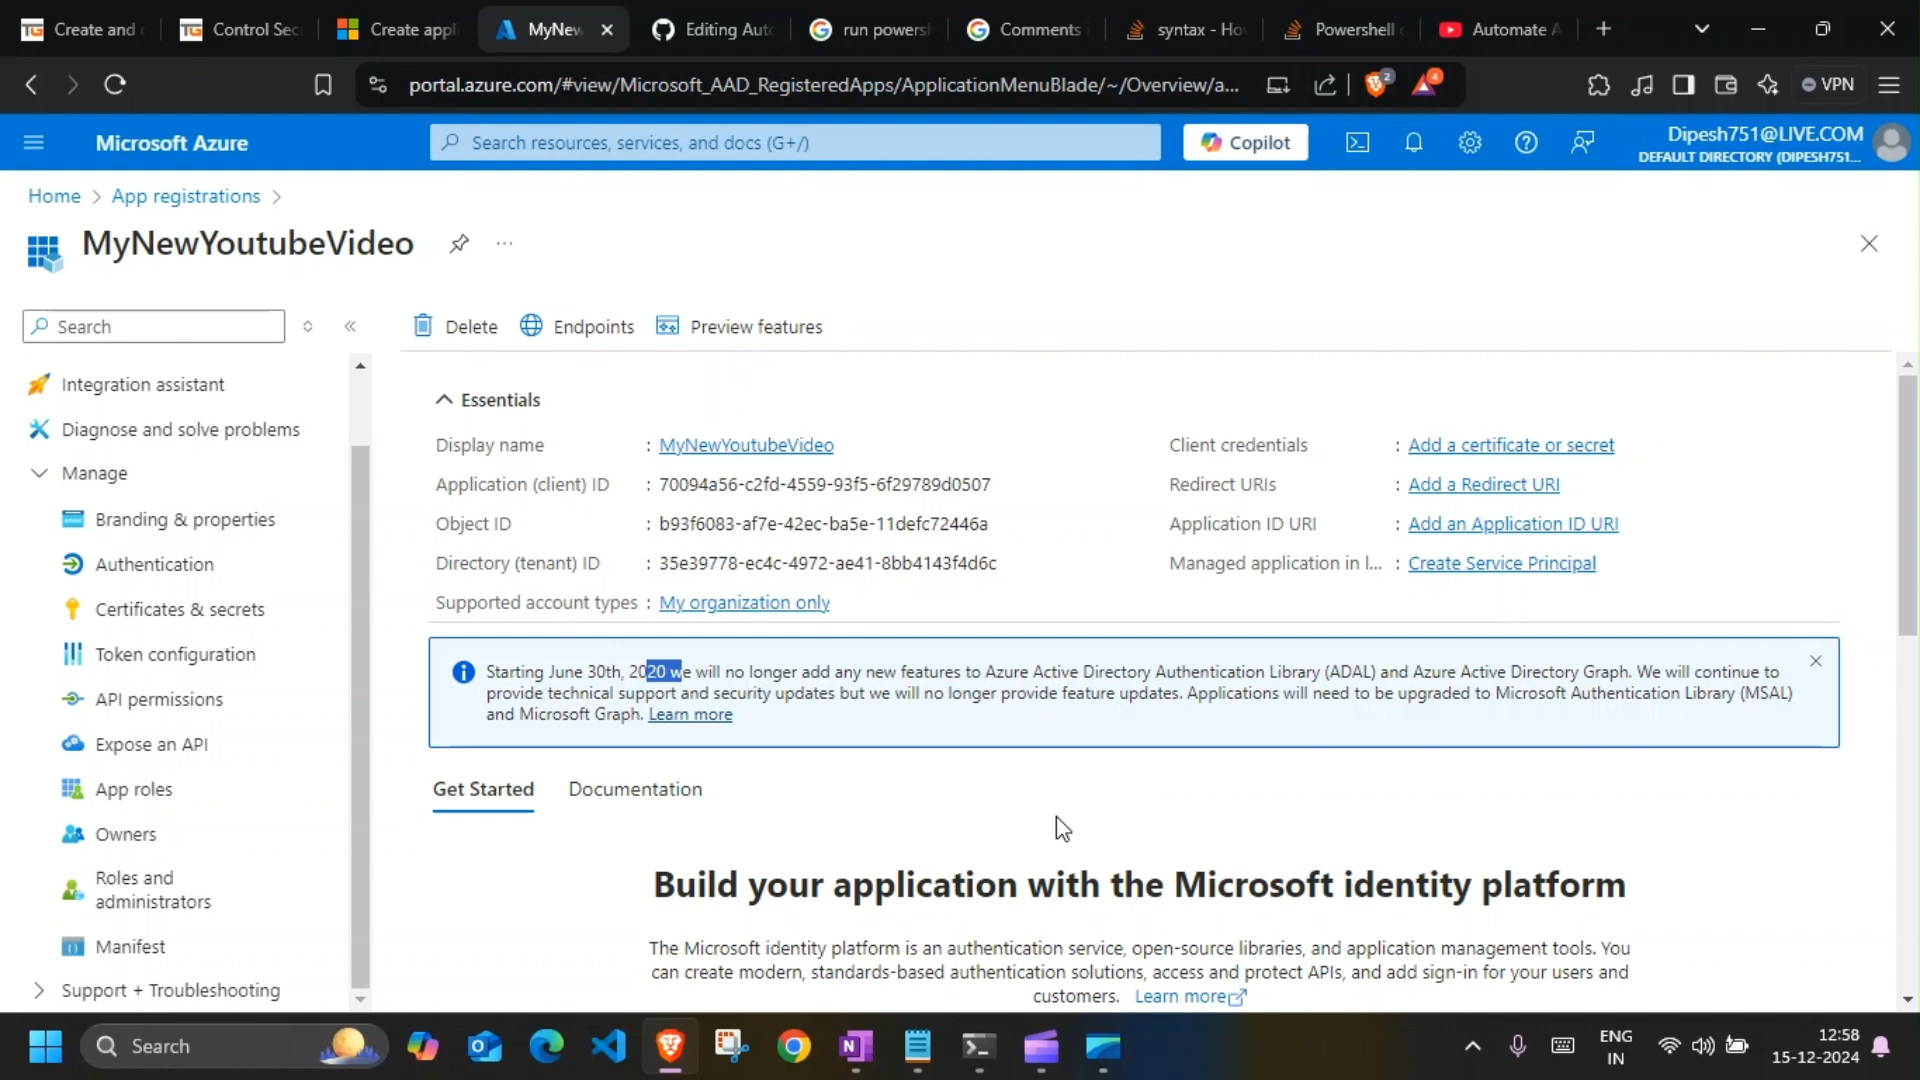 Create and
Control Sec
Create appli
MyNew
Editing Auto
run powersh
Comments
syntax - Ho
Powershell
Automate A
portal.azure.com/#view/Microsoft_AAD_RegisteredApps/ApplicationMenuBlade/~/Overview/a...
2
4
VPN
Microsoft Azure
Search resources, services, and docs (G+/)
Copilot
Dipesh751@LIVE.COM
DEFAULT DIRECTORY (DIPESH751...
Home > App registrations >
MyNewYoutubeVideo
...
Search
Delete
Endpoints
Preview features
Integration assistant
Diagnose and solve problems
Manage
Branding & properties
Authentication
Certificates & secrets
Token configuration
API permissions
Expose an API
App roles
Owners
Roles and
administrators
Manifest
Support + Troubleshooting
Essentials
Display name : MyNewYoutubeVideo
Application (client) ID : 70094a56-c2fd-4559-93f5-6f29789d0507
Object ID : b93f6083-af7e-42ec-ba5e-11defc72446a
Directory (tenant) ID : 35e39778-ec4c-4972-ae41-8bb4143f4d6c
Supported account types : My organization only
Client credentials : Add a certificate or secret
Redirect URIs : Add a Redirect URI
Application ID URI : Add an Application ID URI
Managed application in l... : Create Service Principal
Starting June 30th, 2020 we will no longer add any new features to Azure Active Directory Authentication Library (ADAL) and Azure Active Directory Graph. We will continue to
provide technical support and security updates but we will no longer provide feature updates. Applications will need to be upgraded to Microsoft Authentication Library (MSAL)
and Microsoft Graph. Learn more
Get Started
Documentation
Build your application with the Microsoft identity platform
The Microsoft identity platform is an authentication service, open-source libraries, and application management tools. You
can create modern, standards-based authentication solutions, access and protect APIs, and add sign-in for your users and
customers. Learn more
Search
ENG
IN
12:58
15-12-2024